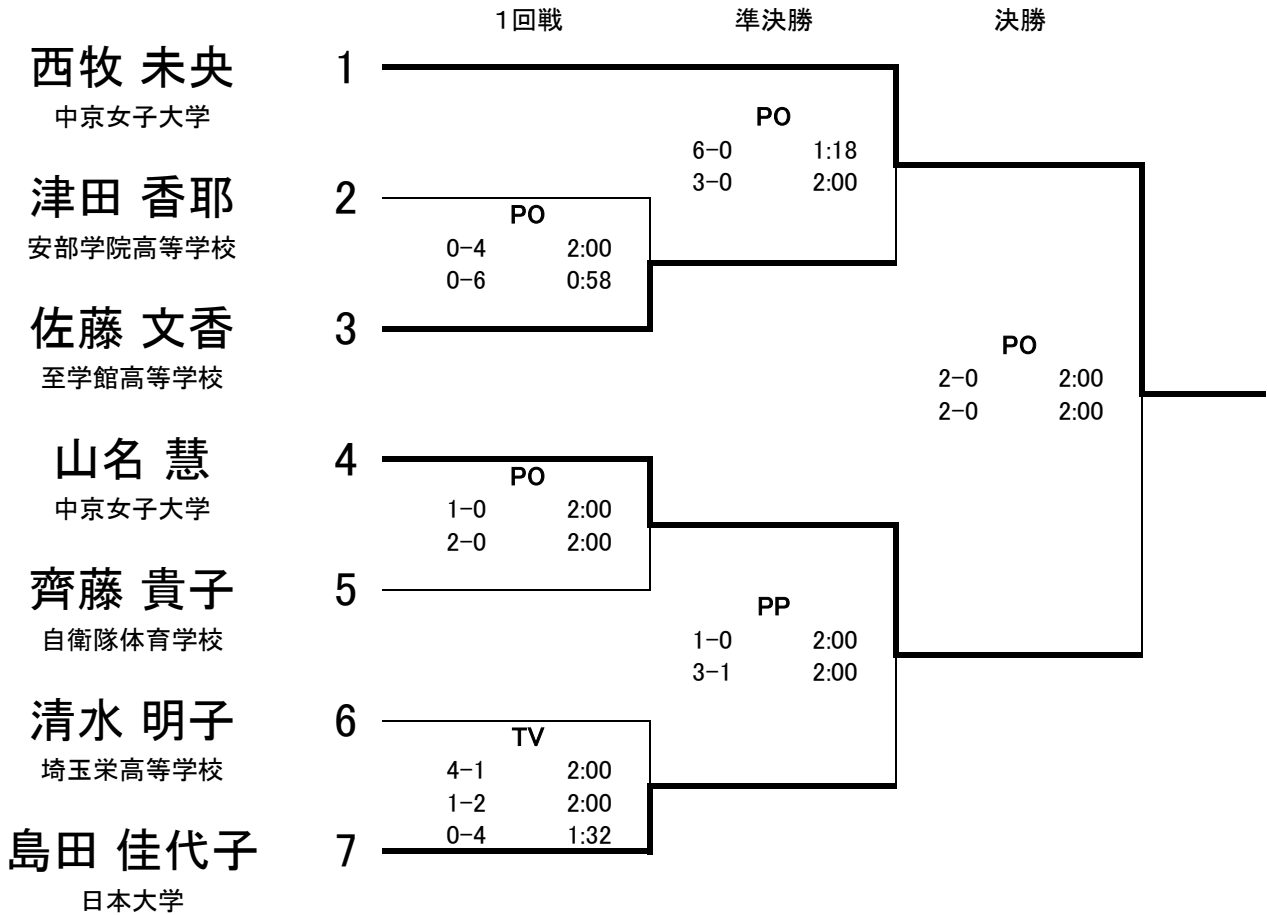 1回戦 準決勝 決勝
西牧 未央 1
中京女子大学
PO
6-0 1:18
3-0 2:00
津田 香耶 2
安部学院高等学校
PO
0-4 2:00
0-6 0:58
佐藤 文香 3
至学館高等学校
PO
2-0 2:00
2-0 2:00
山名 慧 4
中京女子大学
PO
1-0 2:00
2-0 2:00
齊藤 貴子 5
自衛隊体育学校
PP
1-0 2:00
3-1 2:00
清水 明子 6
埼玉栄高等学校
TV
4-1 2:00
1-2 2:00
0-4 1:32
島田 佳代子 7
日本大学